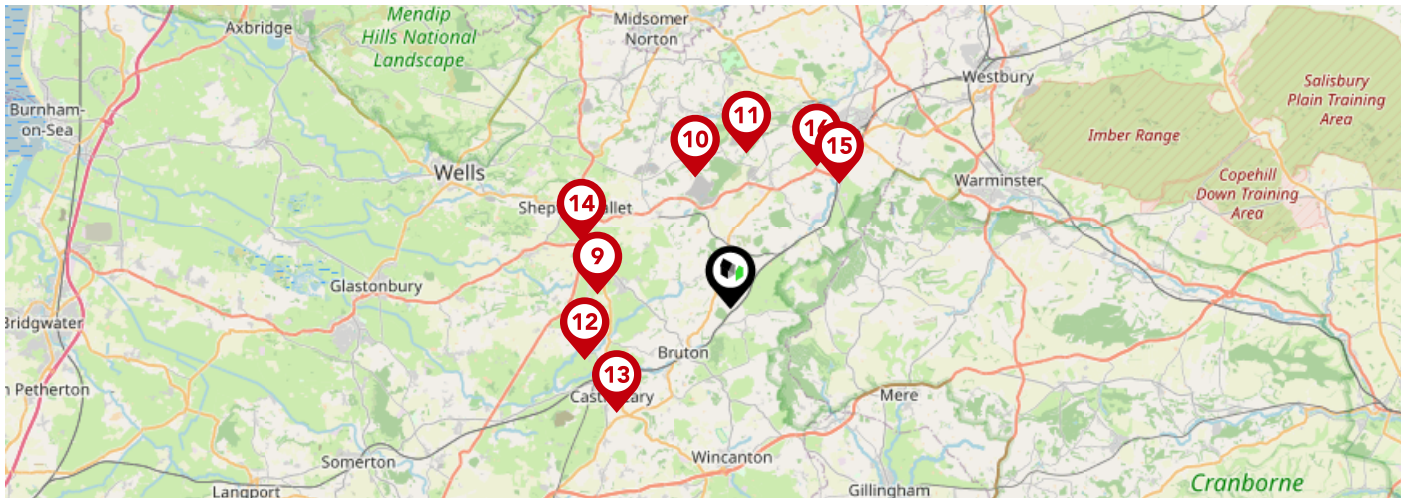 Axbridge
Mendip
Hills National
Landscape
Midsomer
Norton
Westbury
Salisbury
Plain Training
Area
Burnham-
on-Sea
11
10
15
Imber Range
Wells
Copehill
Down Training
Area
Warminster
14
9
Glastonbury
12
Bridgwater
Bruton
13
Mere
Somerton
Wincanton
Langport
Gillingham
Cranborne